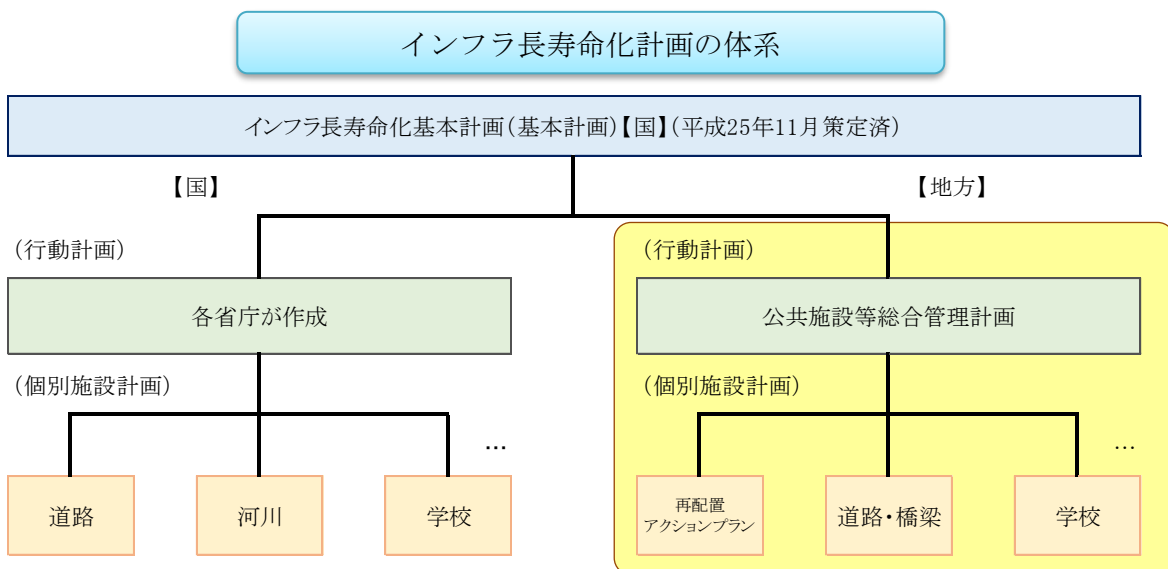 インフラ長寿命化計画の体系
インフラ長寿命化基本計画(基本計画)【国】(平成25年11月策定済)
【国】
【地方】
(行動計画)
各省庁が作成
(個別施設計画)
…
道路
河川
学校
(行動計画)
公共施設等総合管理計画
(個別施設計画)
…
再配置
アクションプラン
道路・橋梁
学校